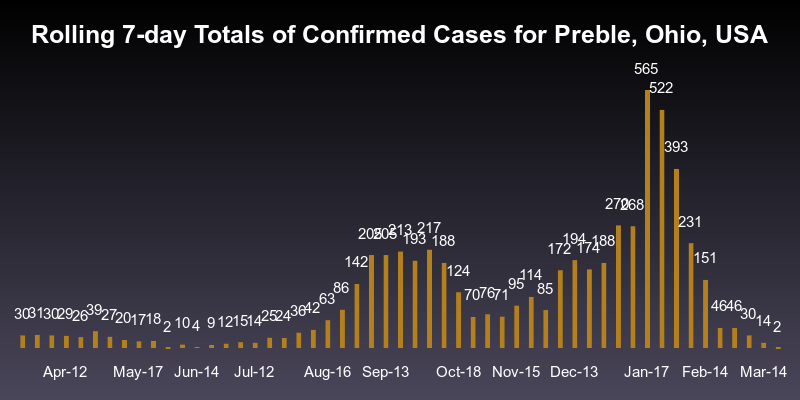 Rolling 7-day Totals of Confirmed Cases for Preble, Ohio, USA
30 31 30 29 26 39 27 20 17 18 2 10 4 9 12 15 14 25 24 36 42 63 86 142 205 205 213 193 217 188 124 70 76 71 95 114 85 172 194 174 188 270 268 565 522 393 231 151 46 46 30 14 2
Apr-12 May-17 Jun-14 Jul-12 Aug-16 Sep-13 Oct-18 Nov-15 Dec-13 Jan-17 Feb-14 Mar-14